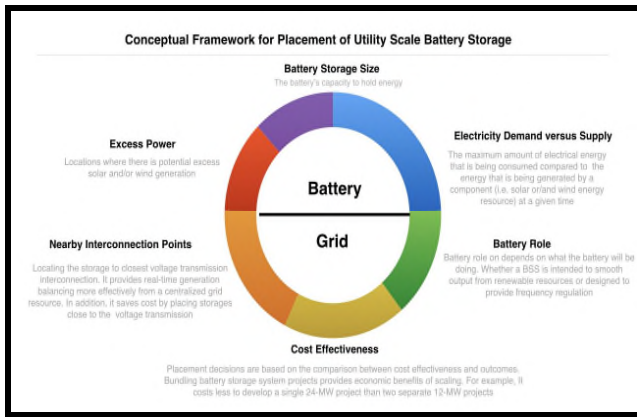 Conceptual Framework for Placement of Utility Scale Battery Storage
Battery Storage Size
The battery's capacity to hold energy
Excess Power
Locations where there is potential excess
solar and/or wind generation
Electricity Demand versus Supply
The maximum amount of electrical energy
that is being consumed compared to the
energy that is being generated by a
component (i.e. solar or/and wind energy
resource) at a given time
Battery
Grid
Nearby Interconnection Points
Locating the storage to closest voltage transmission
interconnection. It provides real-time generation
balancing more effectively from a centralized grid
resource. In addition, it saves cost by placing storages
close to the voltage transmission
Battery Role
Battery role on depends on what the battery will be
doing. Whether a BSS is intended to smooth
output from renewable resources or designed to
provide frequency regulation
Cost Effectiveness
Placement decisions are based on the comparison between cost effectiveness and outcomes.
Bundling battery storage system projects provides economic benefits of scaling. For example, It
costs less to develop a single 24-MW project than two separate 12-MW projects